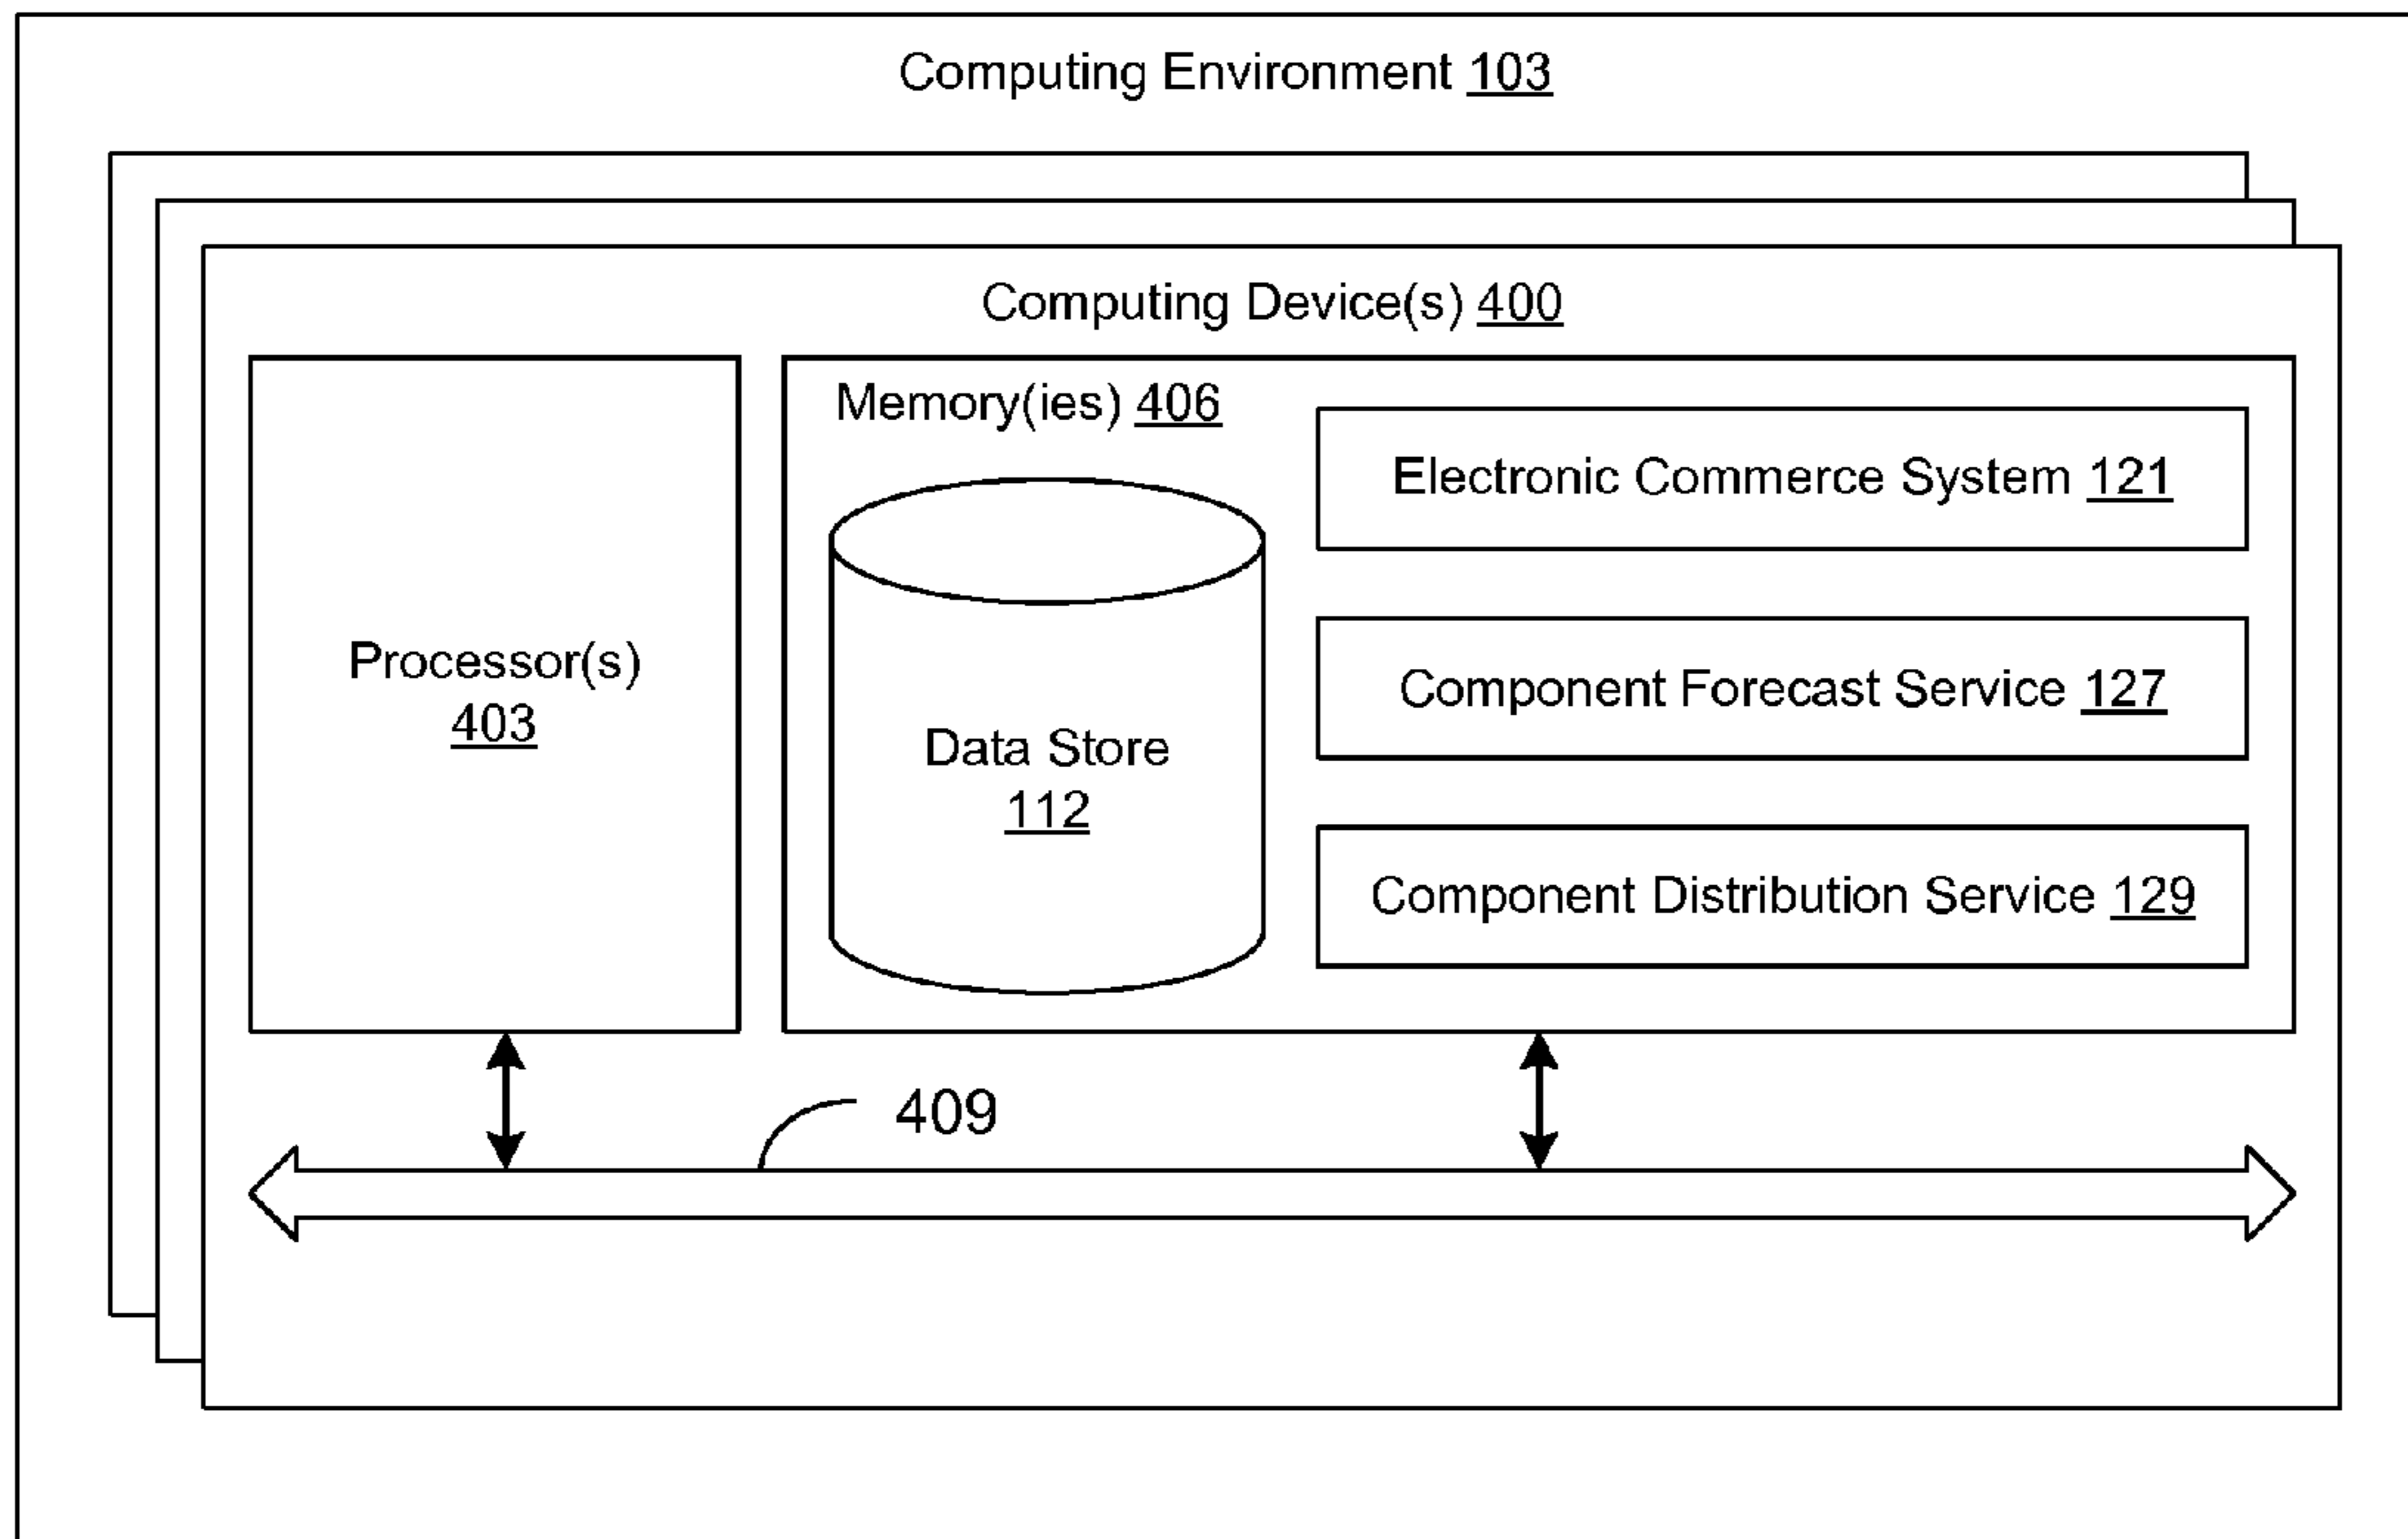 Computing Environment 103
Computing Device(s) 400
Memory(ies) 406
Electronic Commerce System 121
Processor(s)
403
Component Forecast Service 127
Data Store
112
Component Distribution Service 129
409